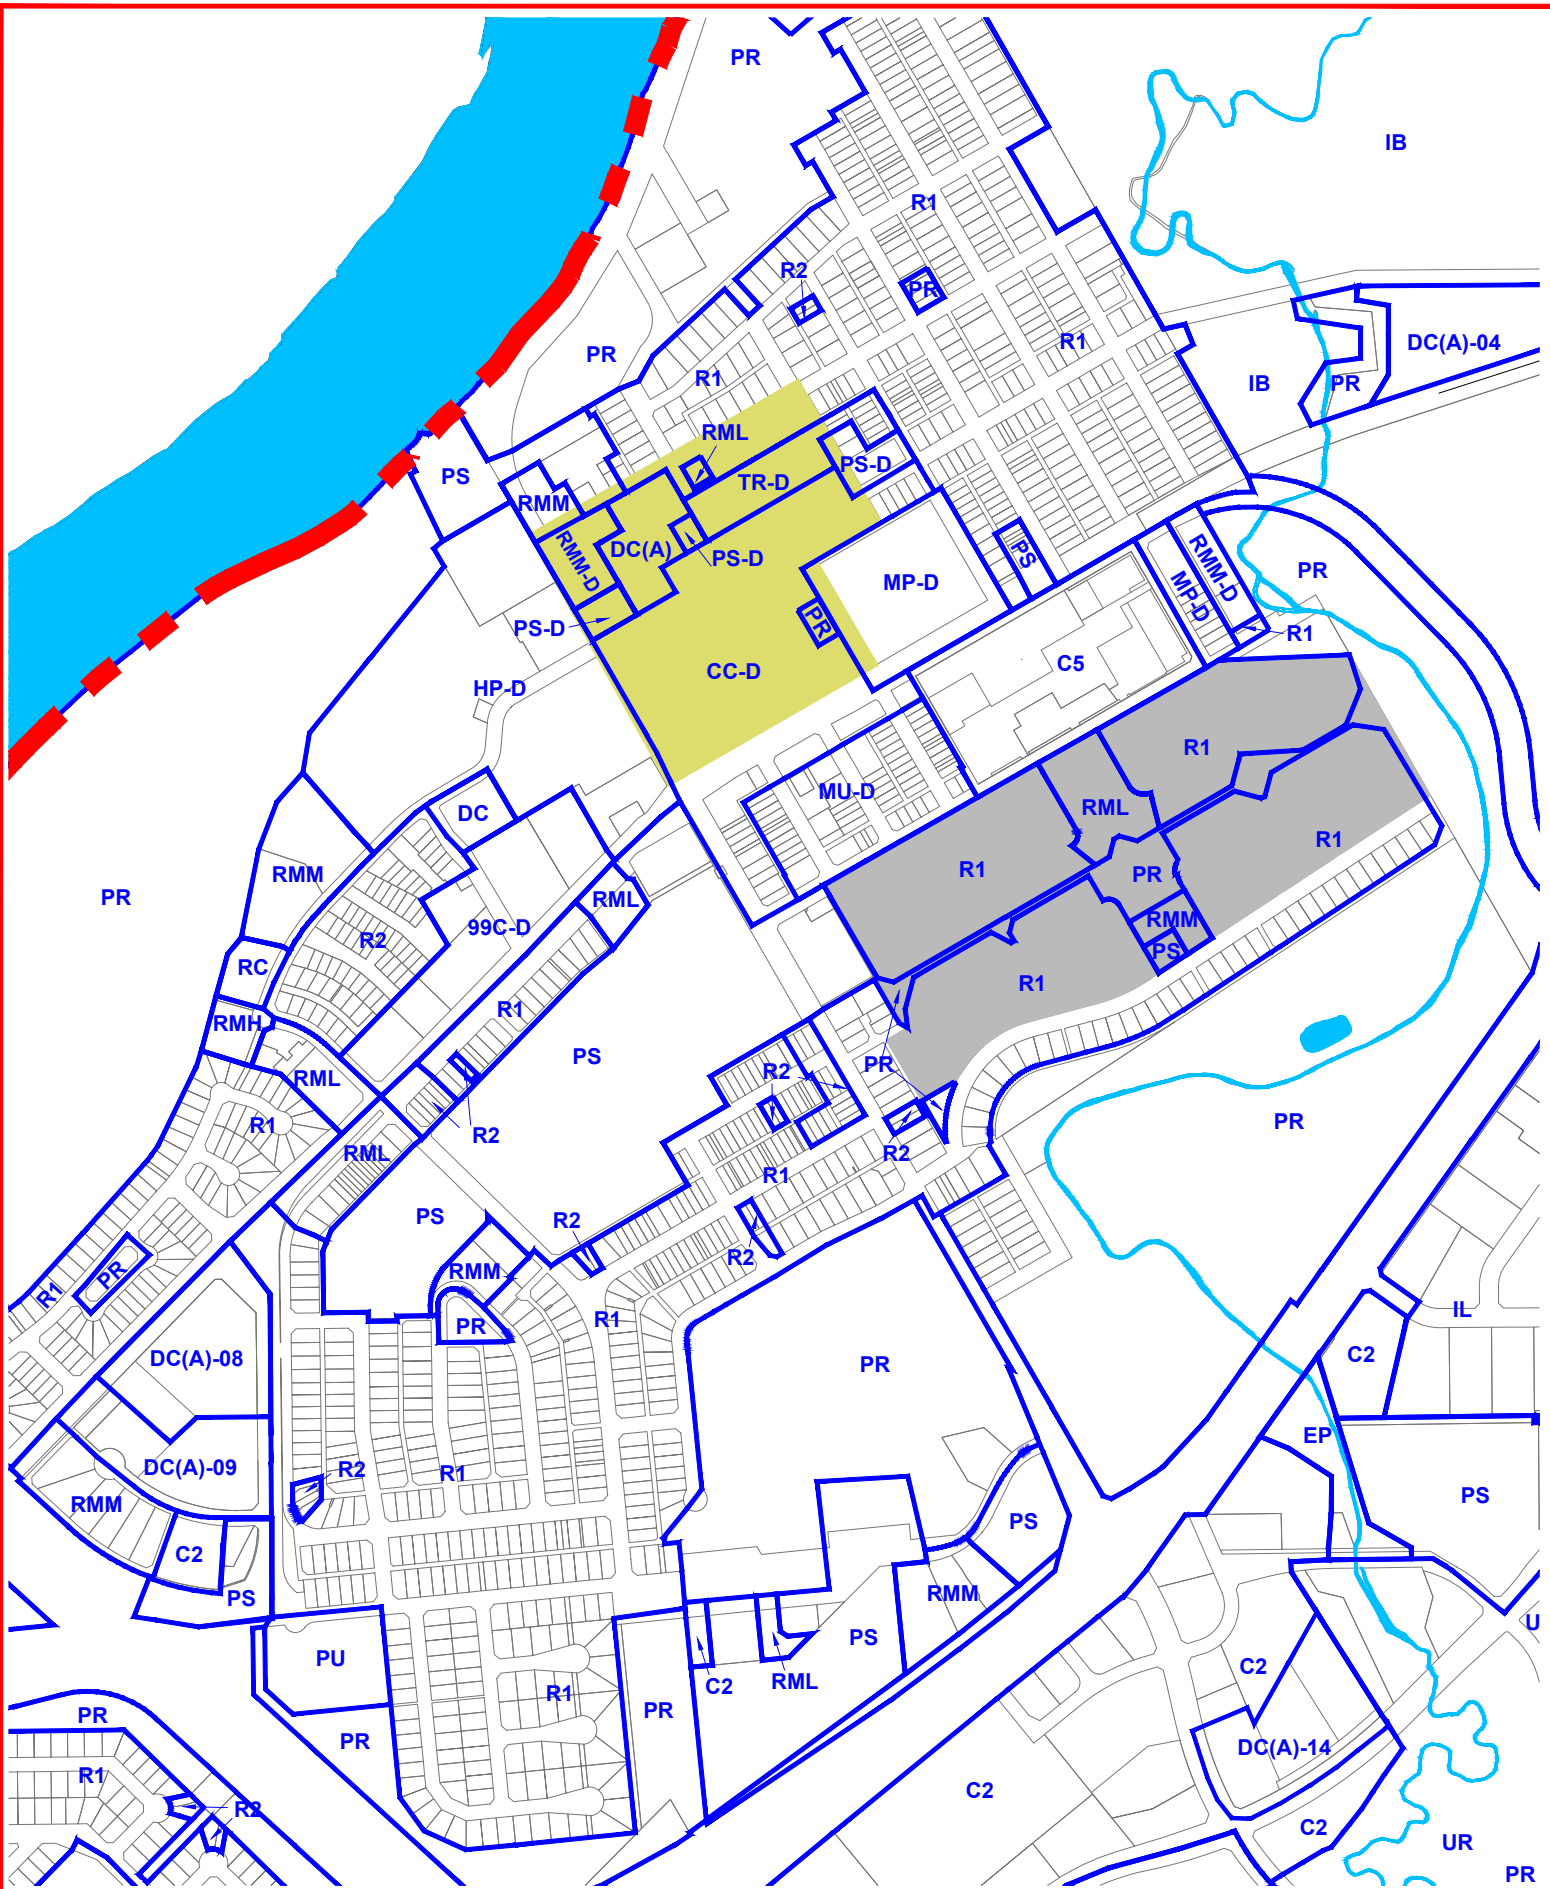 PR
IB
R1
R2
PR
R1
DC(A)-04
PR
R1
IB
PR
RML
PS
PS-D
TR-D
RMM
DC(A)
RMM-D
PS-D
PS
MP-D
RMM-D
MP-D
PR
PR
PS-D
R1
C5
CC-D
HP-D
R1
MU-D
RML
DC
R1
R1
PR
RMM
PR
RML
RMM
99C-D
R2
PS
RC
R1
R1
RMH
PS
PR
R2
RML
PR
R1
R2
RML
R2
R1
PS
R2
R2
RMM
PR
R1
IL
R1
PR
C2
DC(A)-08
PR
EP
DC(A)-09
R2
R1
PS
RMM
PS
C2
RMM
PS
U
PS
PU
C2
RML
C2
R1
PR
PR
PR
DC(A)-14
R1
C2
R2
C2
UR
PR